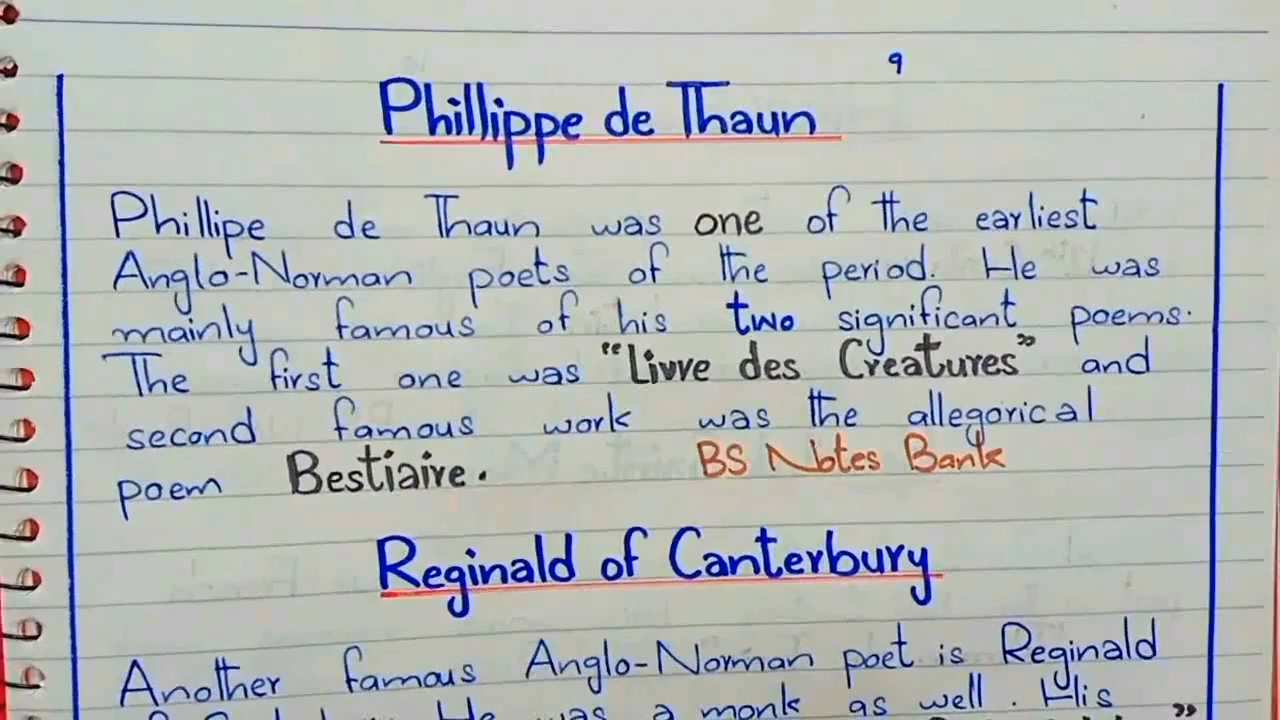 9
Phillippe de Thaun
Phillipe de Thaun was one of the earliest
Anglo-Norman poets of the period. He was
mainly famous of his two significant poems.
The first one was "Livre des Creatures" and
second famous work was the allegorical
poem Bestiaire. BS Notes Bank
Reginald of Canterbury
Another famous Anglo-Norman poet is Reginald
He was a monk as well. His